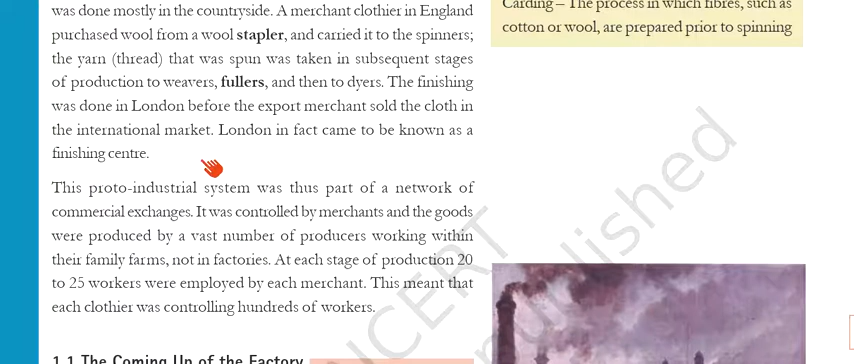 was done mostly in the countryside. A merchant clothier in England
purchased wool from a wool stapler, and carried it to the spinners;
the yarn (thread) that was spun was taken in subsequent stages
of production to weavers, fullers, and then to dyers. The finishing
was done in London before the export merchant sold the cloth in
the international market. London in fact came to be known as a
finishing centre.
This proto-industrial system was thus part of a network of
commercial exchanges. It was controlled by merchants and the goods
were produced by a vast number of producers working within
their family farms, not in factories. At each stage of production 20
to 25 workers were employed by each merchant. This meant that
each clothier was controlling hundreds of workers.
1.1 The Coming Up of the Factory
Carding – The process in which fibres, such as
cotton or wool, are prepared prior to spinning
NCERT
republished